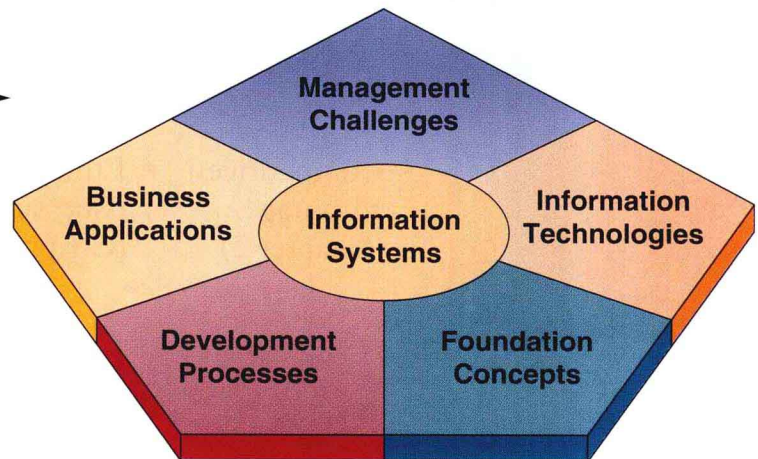 Management
Challenges
Business
Applications
Information
Systems
Information
Technologies
Development
Processes
Foundation
Concepts